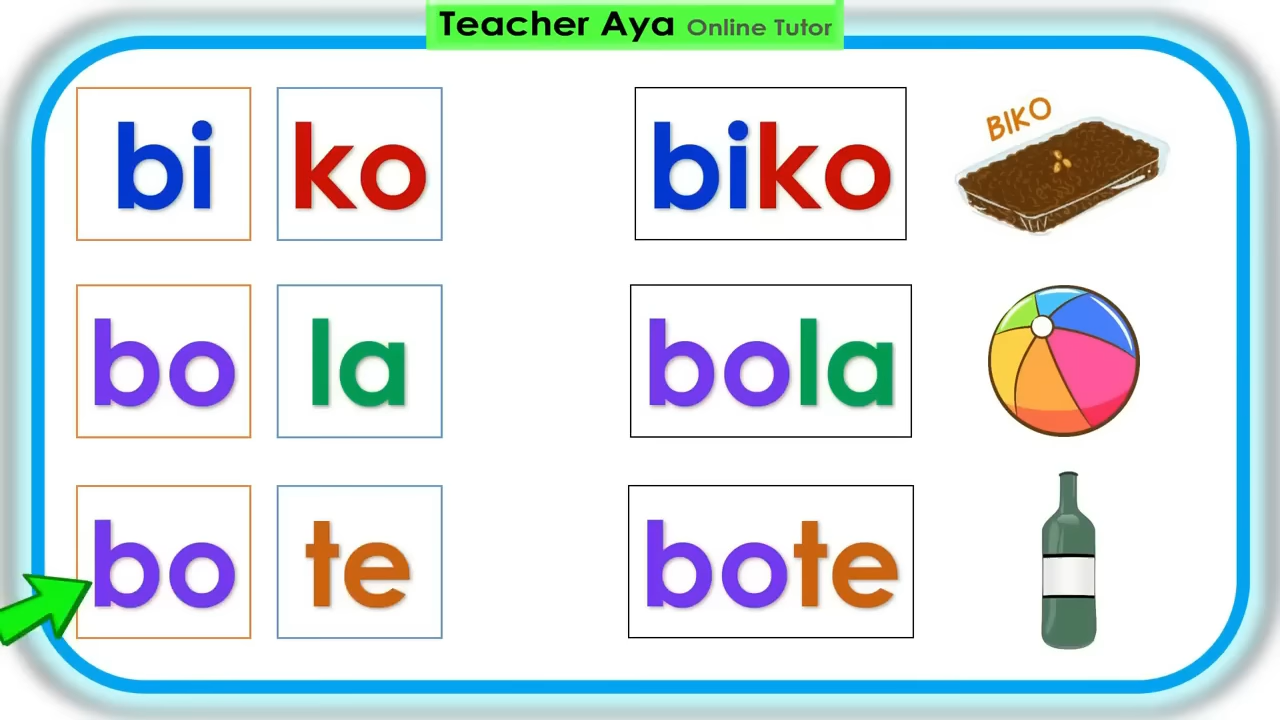 Teacher Aya Online Tutor
bi ko biko BIKO
bo la bola
bo te bote